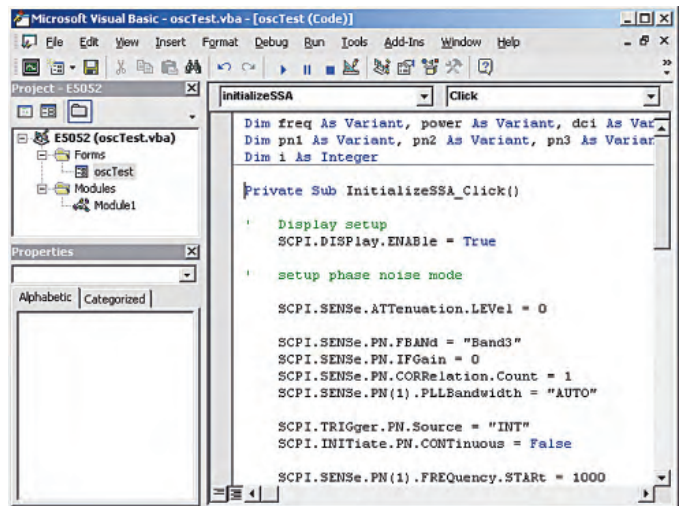 Microsoft Visual Basic - oscTest.vba - [oscTest (Code)]
File Edit View Insert Format Debug Run Tools Add-Ins Window Help
Project - E5052
E5052 (oscTest.vba)
Forms
oscTest
Modules
Module1
Properties
Alphabetic Categorized
initializeSSA Click
Dim freq As Variant, power As Variant, dci As Var
Dim pn1 As Variant, pn2 As Variant, pn3 As Varian
Dim i As Integer
Private Sub InitializeSSA_Click()
' Display setup
SCPI.DISPlay.ENABle = True
' setup phase noise mode
SCPI.SENSe.ATTenuation.LEVel = 0
SCPI.SENSe.PN.FBANd = "Band3"
SCPI.SENSe.PN.IFGain = 0
SCPI.SENSe.PN.CORRelation.Count = 1
SCPI.SENSe.PN(1).PLLBandwidth = "AUTO"
SCPI.TRIGger.PN.Source = "INT"
SCPI.INITiate.PN.CONTinuous = False
SCPI.SENSe.PN(1).FREQuency.STARt = 1000